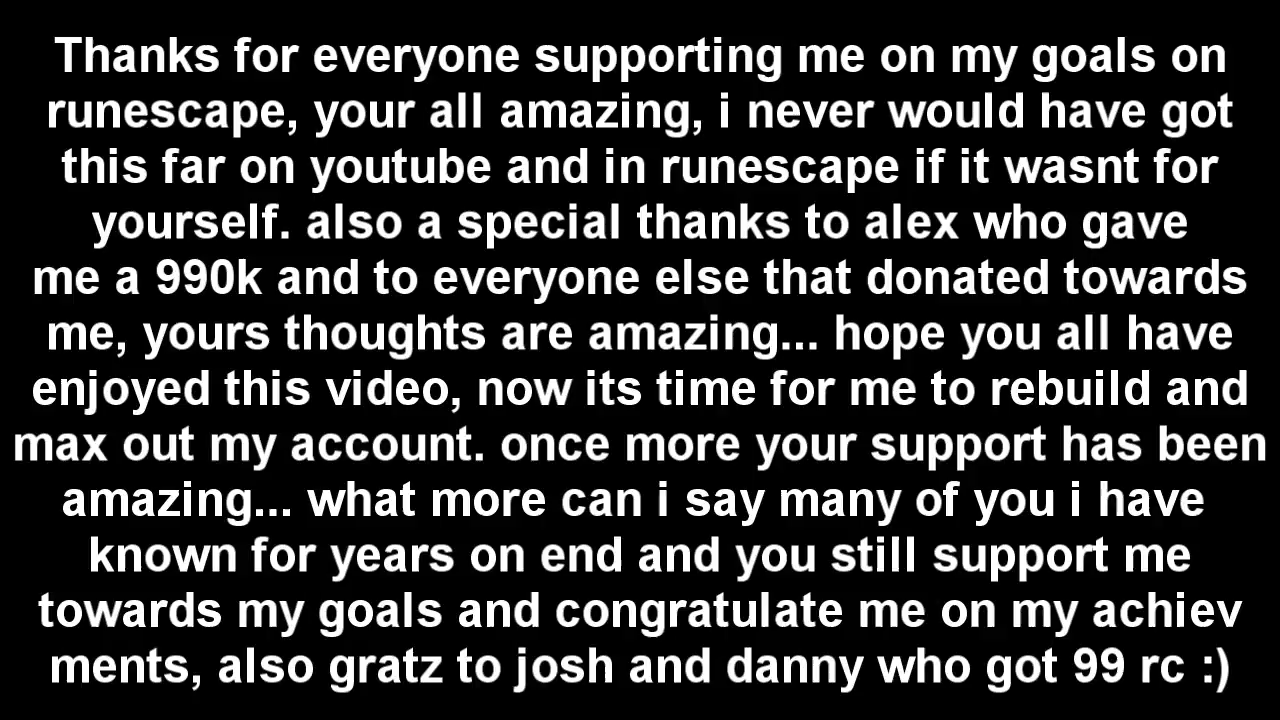 Thanks for everyone supporting me on my goals on
runescape, your all amazing, i never would have got
this far on youtube and in runescape if it wasnt for
yourself. also a special thanks to alex who gave
me a 990k and to everyone else that donated towards
me, yours thoughts are amazing... hope you all have
enjoyed this video, now its time for me to rebuild and
max out my account. once more your support has been
amazing... what more can i say many of you i have
known for years on end and you still support me
towards my goals and congratulate me on my achiev
ments, also gratz to josh and danny who got 99 rc :)